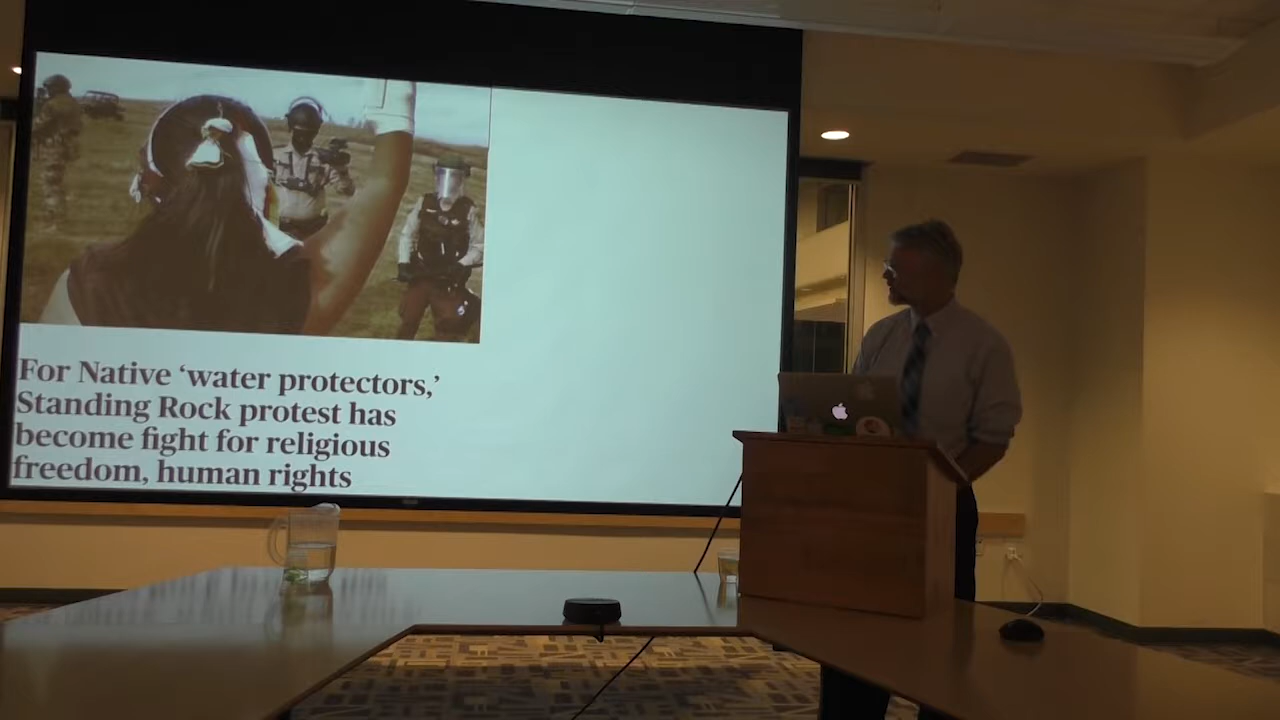 For Native ‘water protectors,’
Standing Rock protest has
become fight for religious
freedom, human rights